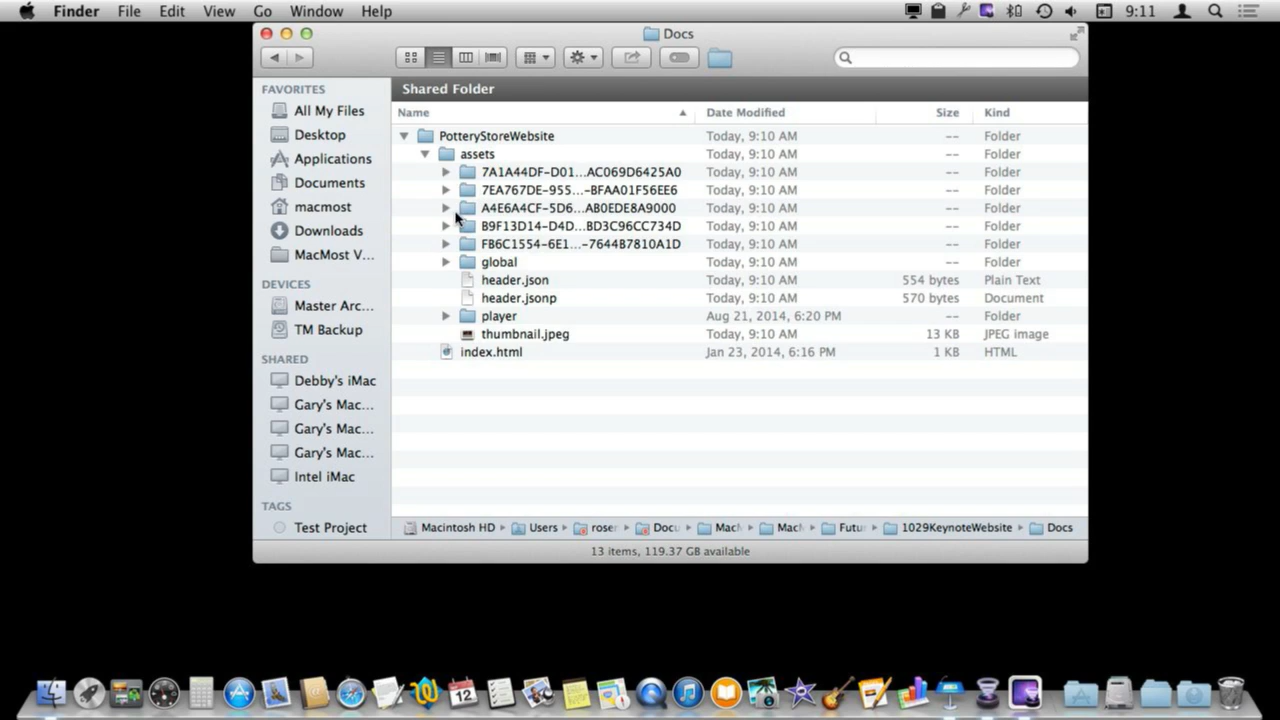 Finder File Edit View Go Window Help 9:11
Docs
Shared Folder
FAVORITES
All My Files
Desktop
Applications
Documents
macmost
Downloads
MacMost V...
DEVICES
Master Arc...
TM Backup
SHARED
Debby's iMac
Gary's Mac...
Gary's Mac...
Gary's Mac...
Intel iMac
TAGS
Test Project
Name Date Modified Size Kind
PotteryStoreWebsite Today, 9:10 AM -- Folder
assets Today, 9:10 AM -- Folder
7A1A44DF-D01...AC069D6425A0 Today, 9:10 AM -- Folder
7EA767DE-955...-BFAA01F56EE6 Today, 9:10 AM -- Folder
A4E6A4CF-5D6...AB0EDE8A9000 Today, 9:10 AM -- Folder
B9F13D14-D4D...BD3C96CC734D Today, 9:10 AM -- Folder
FB6C1554-6E1...-7644B7810A1D Today, 9:10 AM -- Folder
global Today, 9:10 AM -- Folder
header.json Today, 9:10 AM 554 bytes Plain Text
header.jsonp Today, 9:10 AM 570 bytes Document
player Aug 21, 2014, 6:20 PM -- Folder
thumbnail.jpeg Today, 9:10 AM 13 KB JPEG image
index.html Jan 23, 2014, 6:16 PM 1 KB HTML
Macintosh HD Users roser Docu MacM MacM Futur 1029KeynoteWebsite Docs
13 items, 119.37 GB available
12